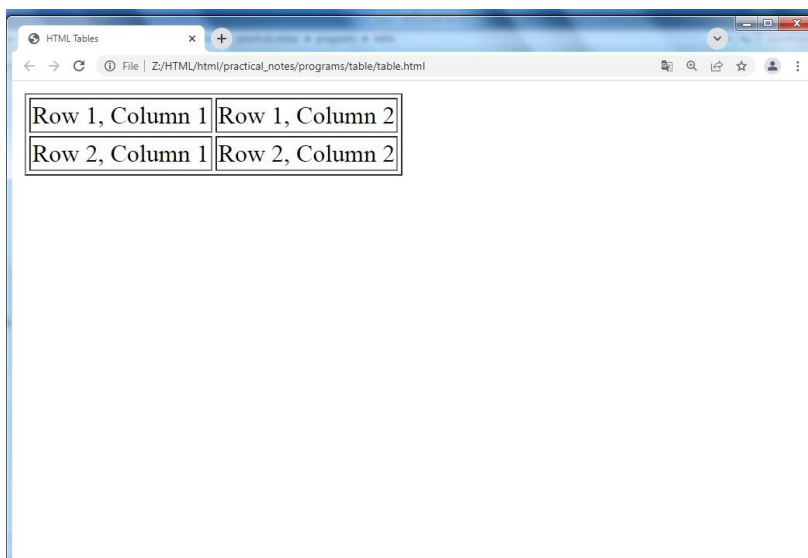 HTML Tables
File | Z:/HTML/html/practical_notes/programs/table/table.html
Row 1, Column 1 Row 1, Column 2
Row 2, Column 1 Row 2, Column 2